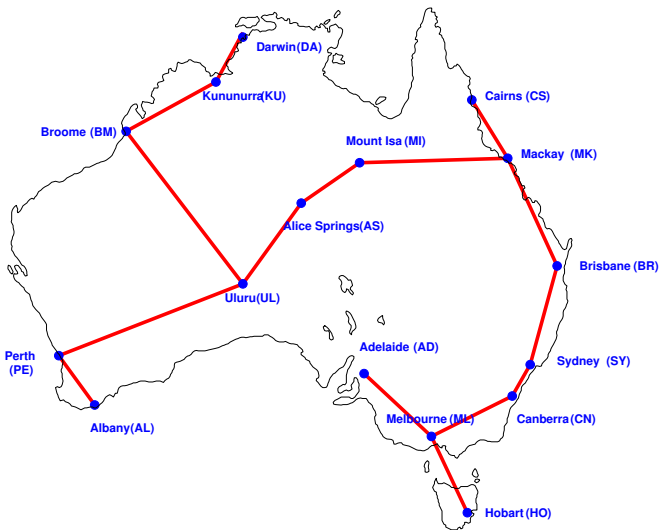 Darwin(DA)
Kununurra(KU)
Cairns (CS)
Broome (BM)
Mount Isa (MI)
Mackay (MK)
Alice Springs(AS)
Brisbane (BR)
Uluru(UL)
Adelaide (AD)
Perth
(PE)
Sydney (SY)
Albany(AL)
Melbourne (ML)
Canberra(CN)
Hobart (HO)